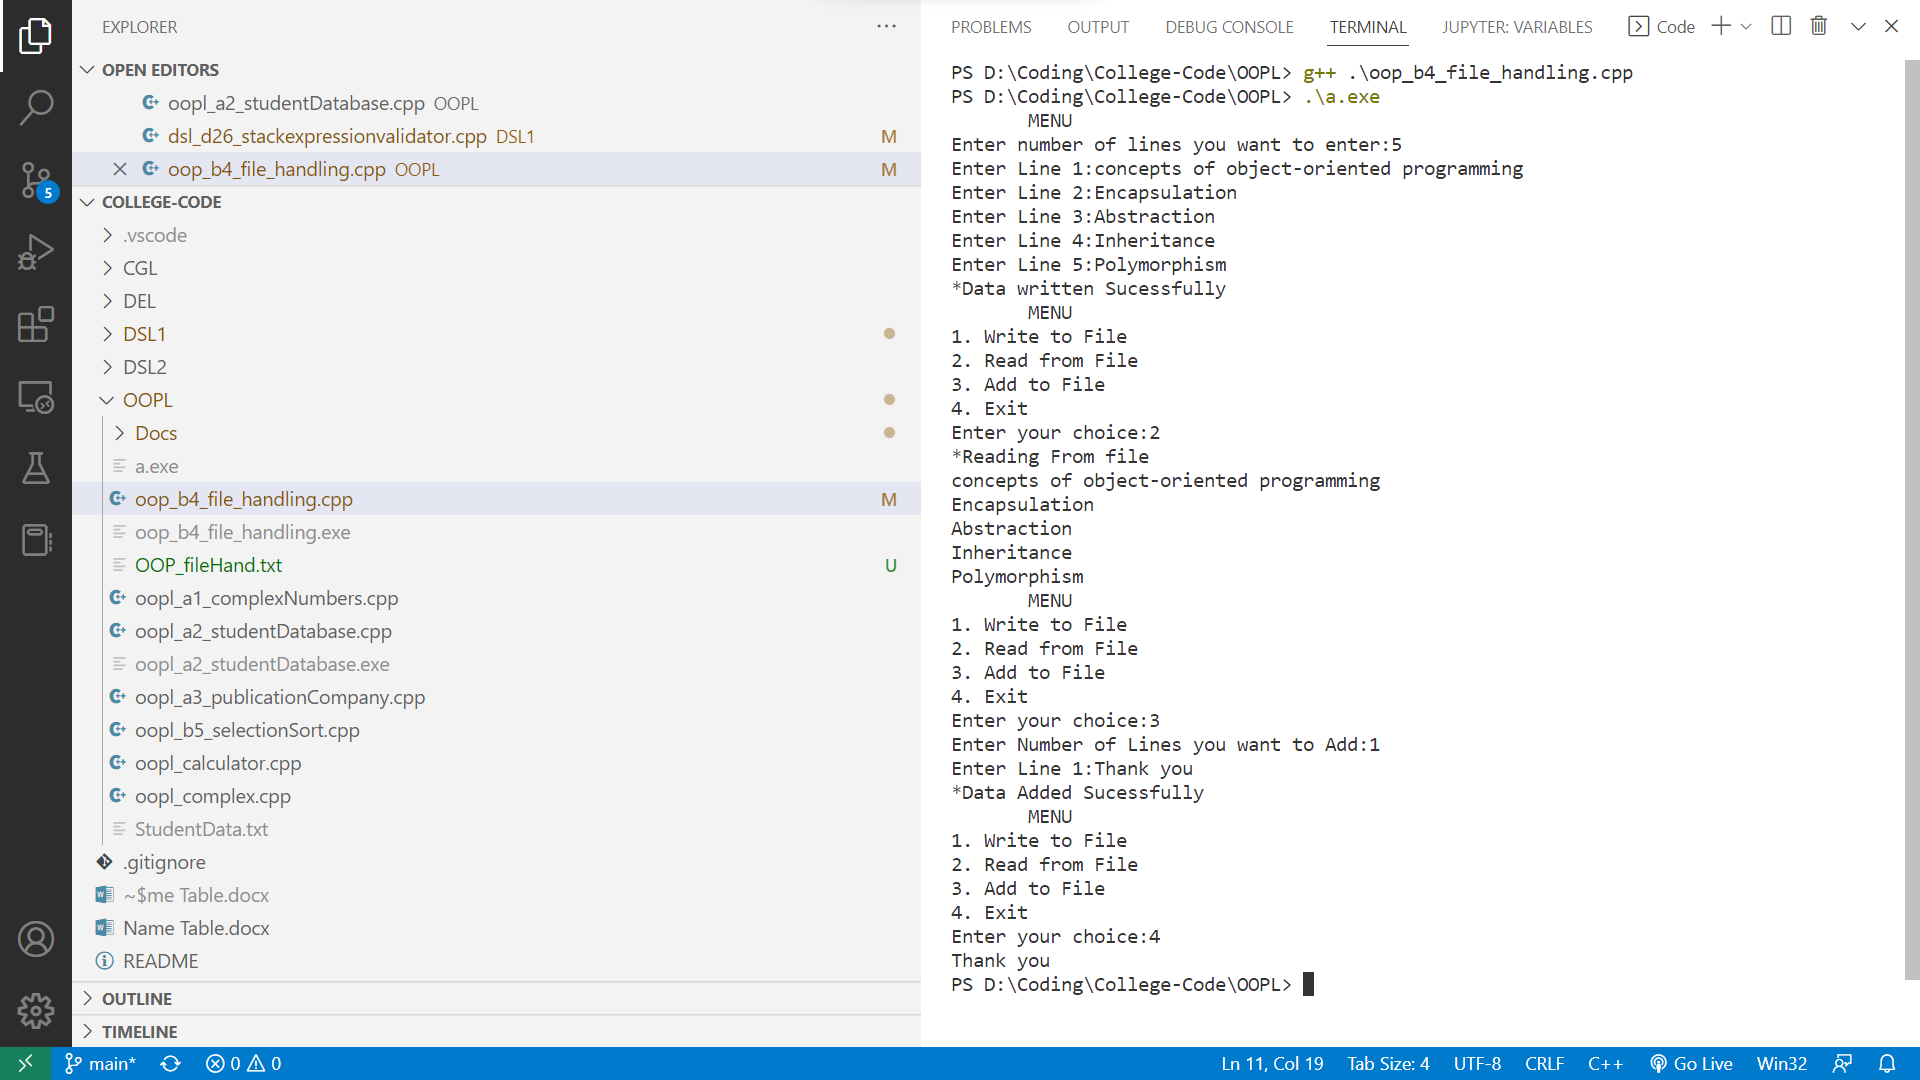 EXPLORER
OPEN EDITORS
oopl_a2_studentDatabase.cpp OOPL
dsl_d26_stackexpressionvalidator.cpp DSL1 M
oop_b4_file_handling.cpp OOPL M
COLLEGE-CODE
.vscode
CGL
DEL
DSL1
DSL2
OOPL
Docs
a.exe
oop_b4_file_handling.cpp M
oop_b4_file_handling.exe
OOP_fileHand.txt U
oopl_a1_complexNumbers.cpp
oopl_a2_studentDatabase.cpp
oopl_a2_studentDatabase.exe
oopl_a3_publicationCompany.cpp
oopl_b5_selectionSort.cpp
oopl_calculator.cpp
oopl_complex.cpp
StudentData.txt
.gitignore
~$me Table.docx
Name Table.docx
README
OUTLINE
TIMELINE
5
PROBLEMS OUTPUT DEBUG CONSOLE TERMINAL JUPYTER: VARIABLES Code
PS D:\Coding\College-Code\OOPL> g++ .\oop_b4_file_handling.cpp
PS D:\Coding\College-Code\OOPL> .\a.exe
MENU
Enter number of lines you want to enter:5
Enter Line 1:concepts of object-oriented programming
Enter Line 2:Encapsulation
Enter Line 3:Abstraction
Enter Line 4:Inheritance
Enter Line 5:Polymorphism
*Data written Sucessfully
MENU
1. Write to File
2. Read from File
3. Add to File
4. Exit
Enter your choice:2
*Reading From file
concepts of object-oriented programming
Encapsulation
Abstraction
Inheritance
Polymorphism
MENU
1. Write to File
2. Read from File
3. Add to File
4. Exit
Enter your choice:3
Enter Number of Lines you want to Add:1
Enter Line 1:Thank you
*Data Added Sucessfully
MENU
1. Write to File
2. Read from File
3. Add to File
4. Exit
Enter your choice:4
Thank you
PS D:\Coding\College-Code\OOPL>
main* 0 0 Ln 11, Col 19 Tab Size: 4 UTF-8 CRLF C++ Go Live Win32